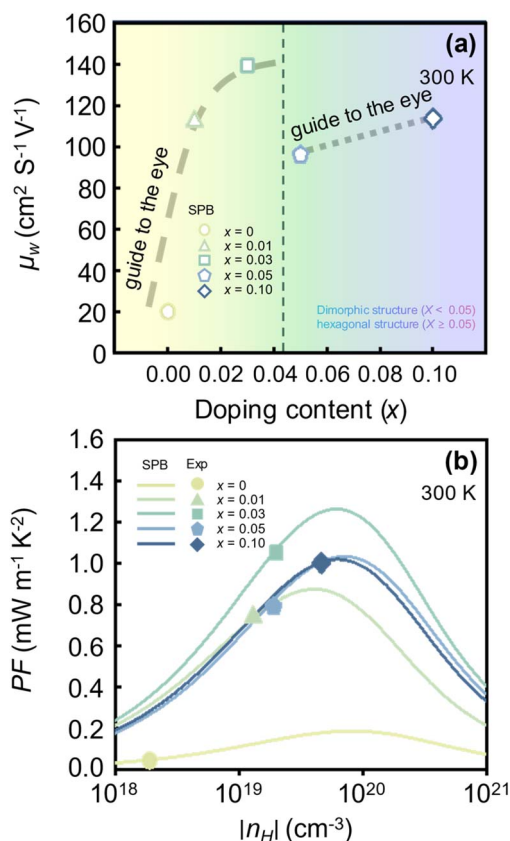 (a)
300 K
160
140
120
100
80
60
40
20
0
μw (cm² S⁻¹ V⁻¹)
guide to the eye
guide to the eye
SPB
x = 0
x = 0.01
x = 0.03
x = 0.05
x = 0.10
Dimorphic structure (X < 0.05)
hexagonal structure (X ≥ 0.05)
0.00 0.02 0.04 0.06 0.08 0.10
Doping content (x)
(b)
300 K
1.6
1.4
1.2
1.0
0.8
0.6
0.4
0.2
0.0
PF (mW m⁻¹ K⁻²)
SPB Exp
x = 0
x = 0.01
x = 0.03
x = 0.05
x = 0.10
10¹⁸ 10¹⁹ 10²⁰ 10²¹
|nH| (cm⁻³)